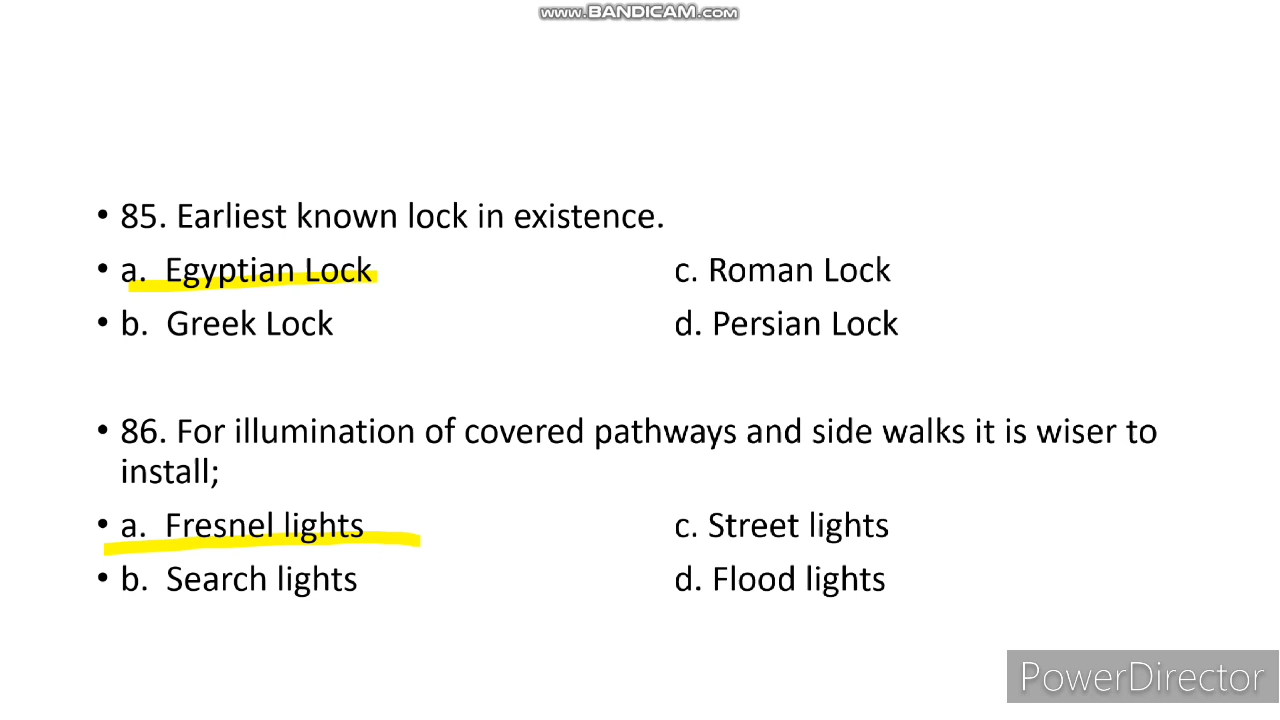 www.BANDICAM.com
• 85. Earliest known lock in existence.
• a. Egyptian Lock c. Roman Lock
• b. Greek Lock d. Persian Lock
• 86. For illumination of covered pathways and side walks it is wiser to
install;
• a. Fresnel lights c. Street lights
• b. Search lights d. Flood lights
PowerDirector